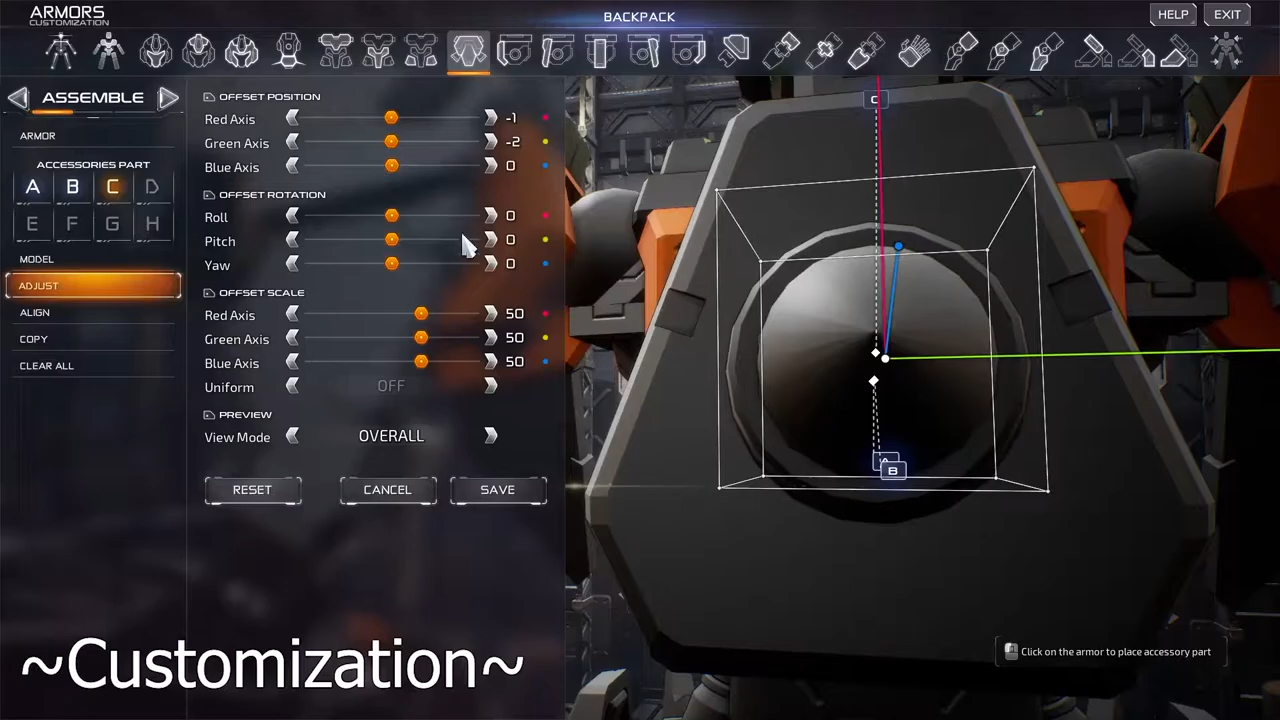 ARMORS
CUSTOMIZATION
BACKPACK
HELP
EXIT
ASSEMBLE
ARMOR
ACCESSORIES PART
A B C D
E F G H
MODEL
ADJUST
ALIGN
COPY
CLEAR ALL
OFFSET POSITION
Red Axis -1
Green Axis -2
Blue Axis 0
OFFSET ROTATION
Roll 0
Pitch 0
Yaw 0
OFFSET SCALE
Red Axis 50
Green Axis 50
Blue Axis 50
Uniform OFF
PREVIEW
View Mode OVERALL
RESET
CANCEL
SAVE
C
A
B
Click on the armor to place accessory part
~Customization~